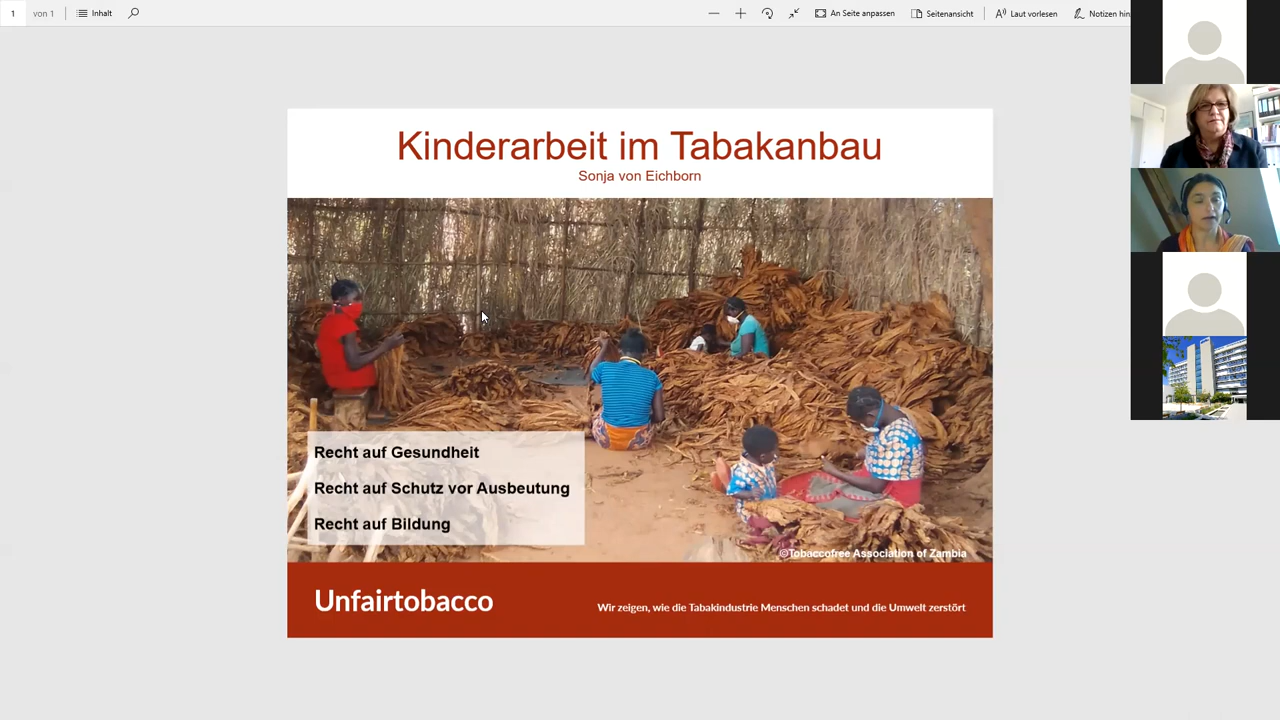 1 von 1 Inhalt An Seite anpassen Seitenansicht Laut vorlesen Notizen hin
Kinderarbeit im Tabakanbau
Sonja von Eichborn
Recht auf Gesundheit
Recht auf Schutz vor Ausbeutung
Recht auf Bildung
©Tobaccofree Association of Zambia
Unfairtobacco
Wir zeigen, wie die Tabakindustrie Menschen schadet und die Umwelt zerstört